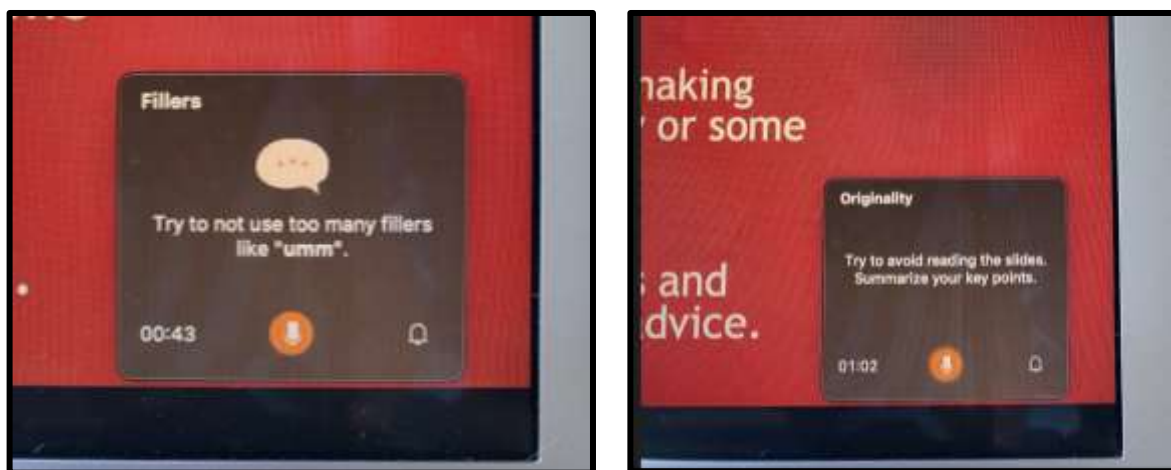 Fillers
Try to not use too many fillers
like "umm".
00:43
.
naking
or some
Originality
Try to avoid reading the slides.
Summarize your key points.
s and
dvice.
01:02